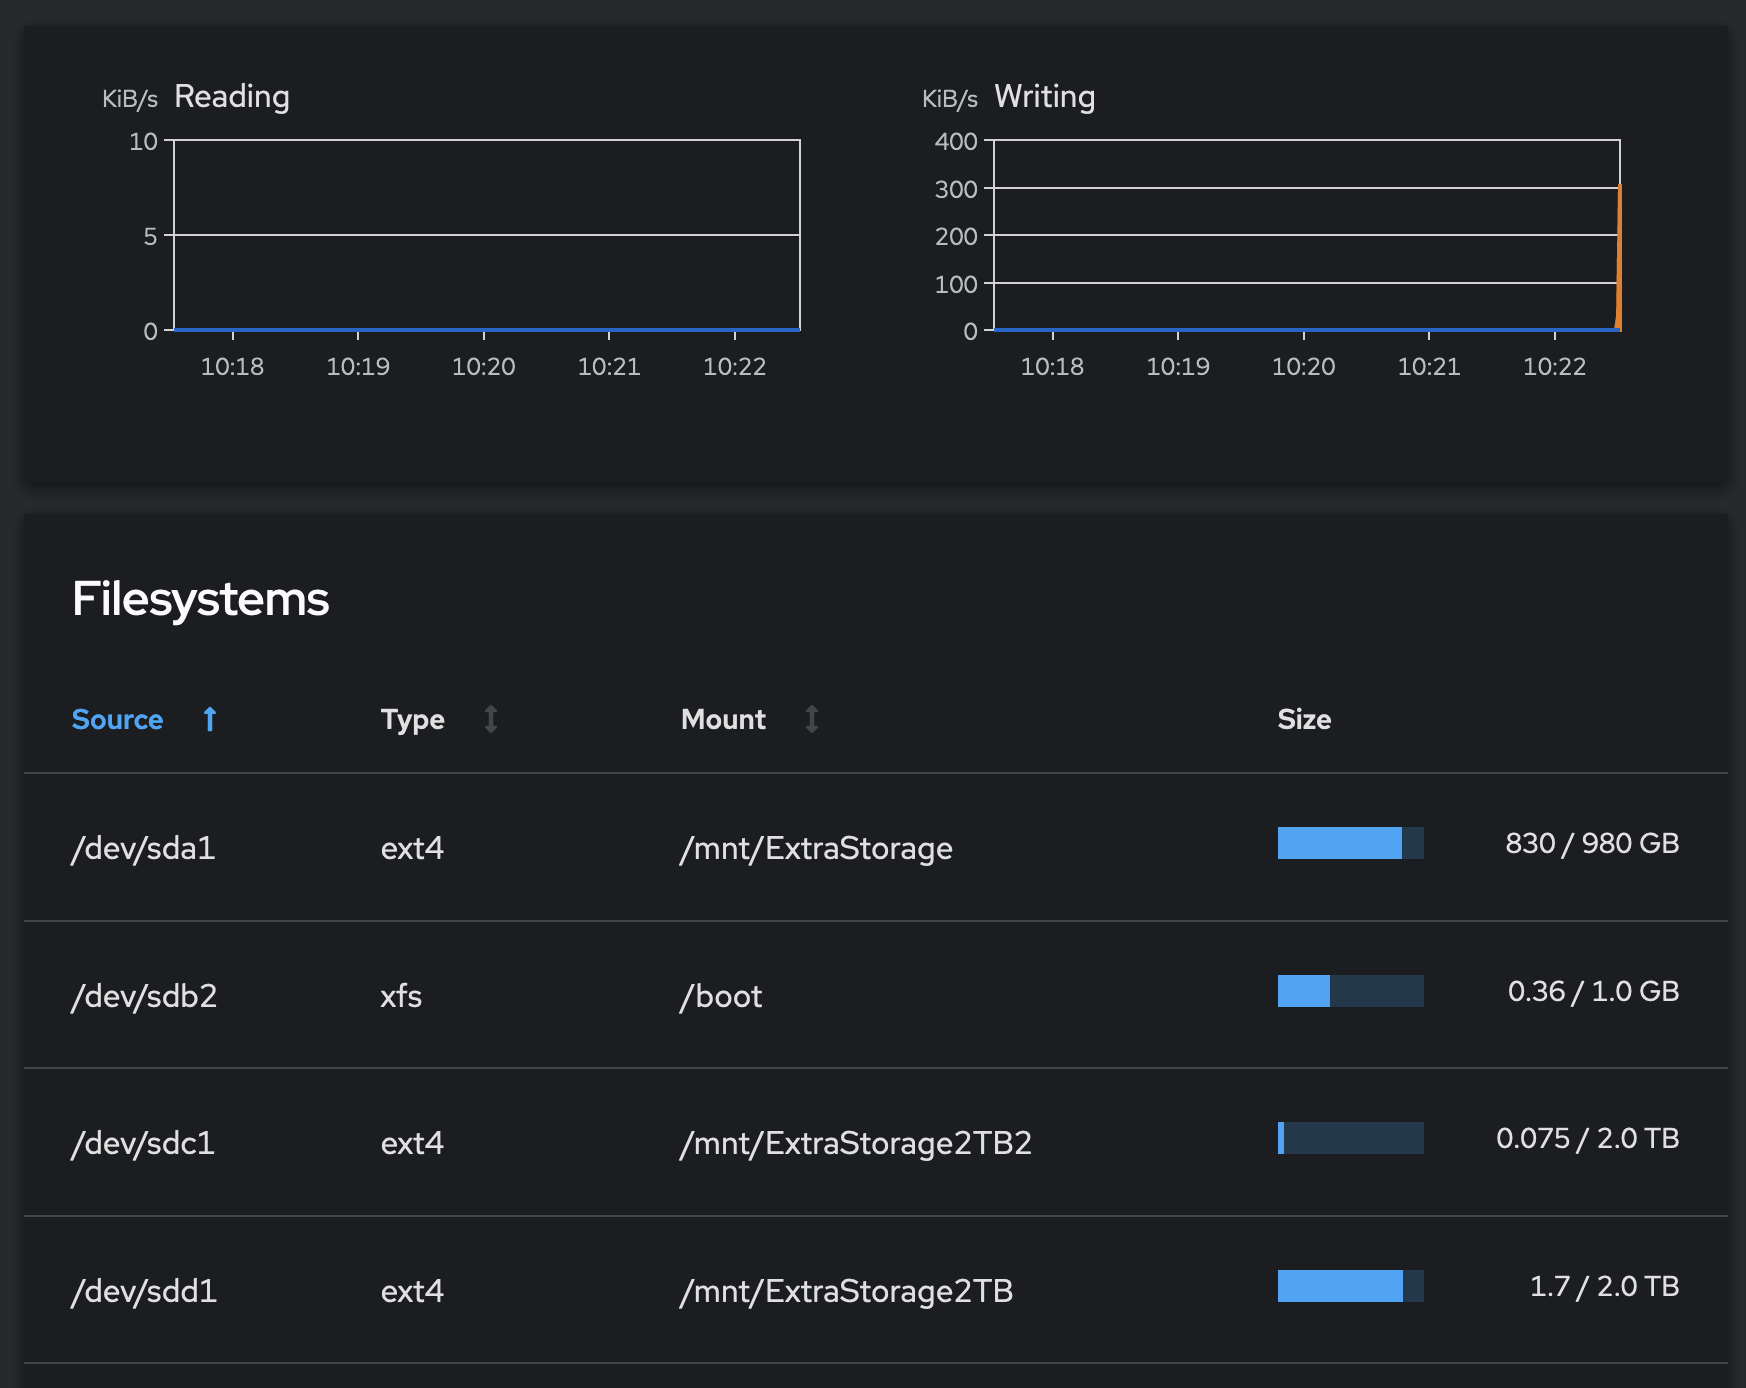 KiB/s Reading
10
5
0
10:18 10:19 10:20 10:21 10:22
KiB/s Writing
400
300
200
100
0
10:18 10:19 10:20 10:21 10:22
Filesystems
Source Type Mount Size
/dev/sda1 ext4 /mnt/ExtraStorage 830 / 980 GB
/dev/sdb2 xfs /boot 0.36 / 1.0 GB
/dev/sdc1 ext4 /mnt/ExtraStorage2TB2 0.075 / 2.0 TB
/dev/sdd1 ext4 /mnt/ExtraStorage2TB 1.7 / 2.0 TB